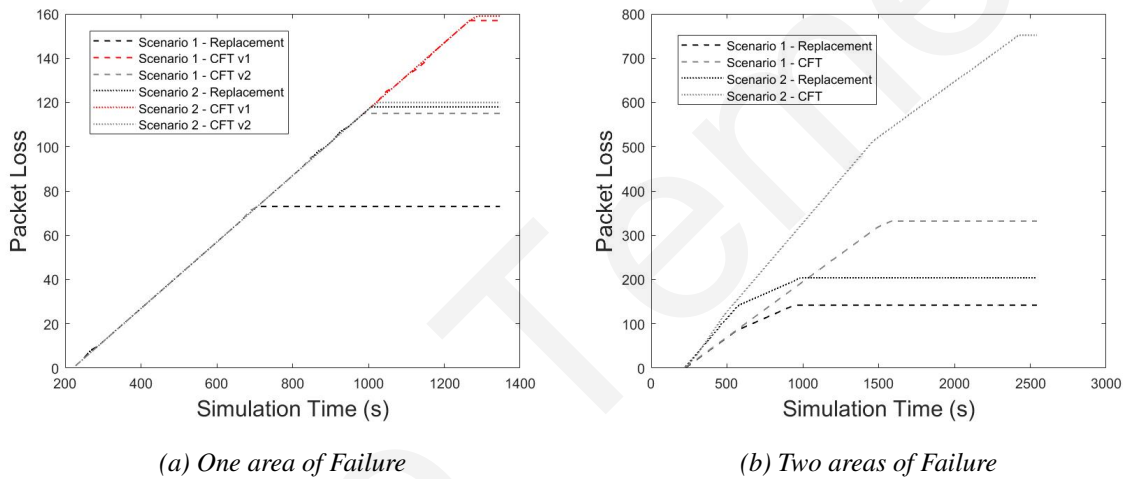 160
140
120
100
80
60
40
20
0
Packet Loss
Scenario 1 - Replacement
Scenario 1 - CFT v1
Scenario 1 - CFT v2
Scenario 2 - Replacement
Scenario 2 - CFT v1
Scenario 2 - CFT v2
200 400 600 800 1000 1200 1400
Simulation Time (s)
(a) One area of Failure
800
700
600
500
400
300
200
100
0
Packet Loss
Scenario 1 - Replacement
Scenario 1 - CFT
Scenario 2 - Replacement
Scenario 2 - CFT
0 500 1000 1500 2000 2500 3000
Simulation Time (s)
(b) Two areas of Failure